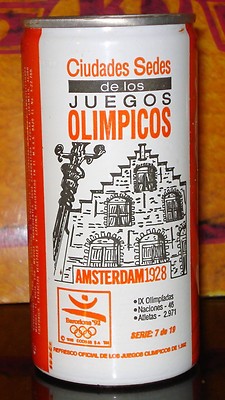 Ciudades Sedes
de los
JUEGOS
OLIMPICOS
AMSTERDAM 1928
Barcelona'92
• IX Olimpiadas
• Naciones - 46
• Atletas - 2.971
SERIE: 7 de 18
REFRESCO OFICIAL DE LOS JUEGOS OLIMPICOS DE